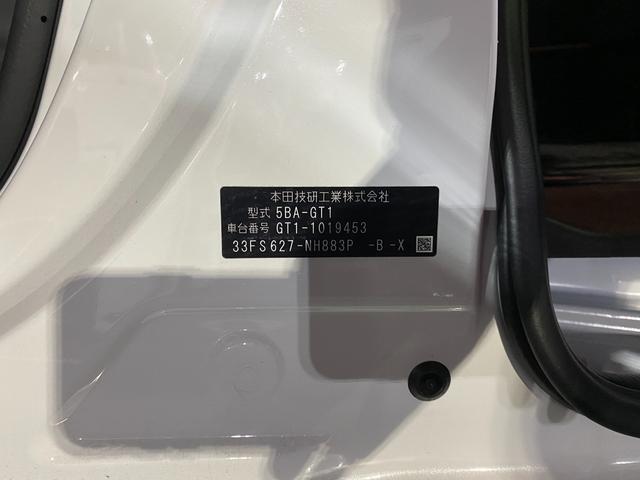 本田技研工業株式会社
型式 5BA-GT1
車台番号 GT1-1019453
33FS627-NH883P -B -X